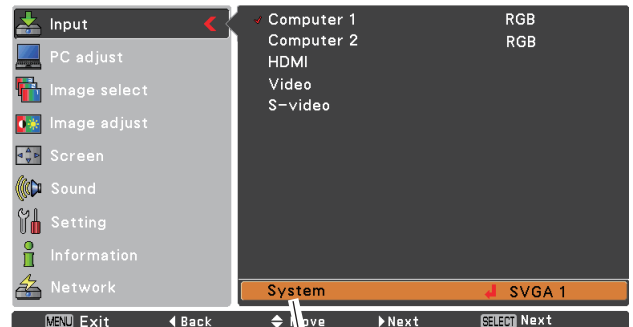 Input
PC adjust
Image select
Image adjust
Screen
Sound
Setting
Information
Network
Computer 1 RGB
Computer 2 RGB
HDMI
Video
S-video
System SVGA 1
MENU Exit Back Move Next SELECT Next